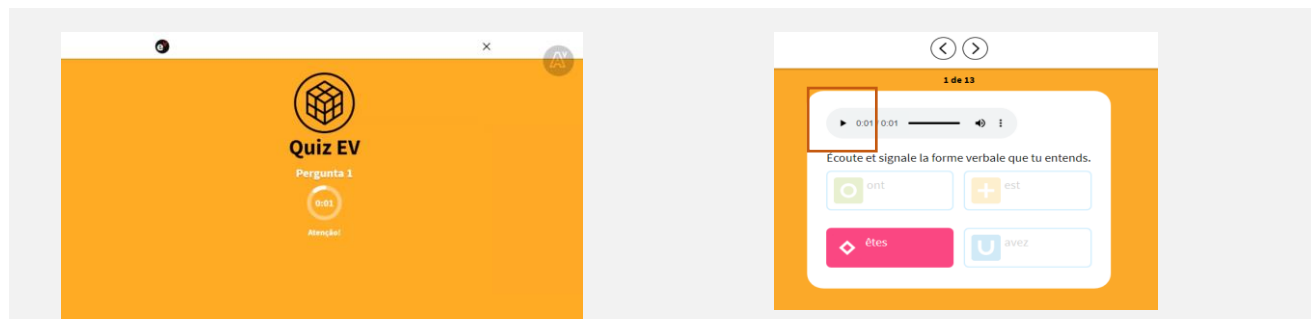 Quiz EV
Pergunta 1
0:01
Atenção!
1 de 13
0:01 / 0:01
Écoute et signale la forme verbale que tu entends.
ont
est
êtes
avez